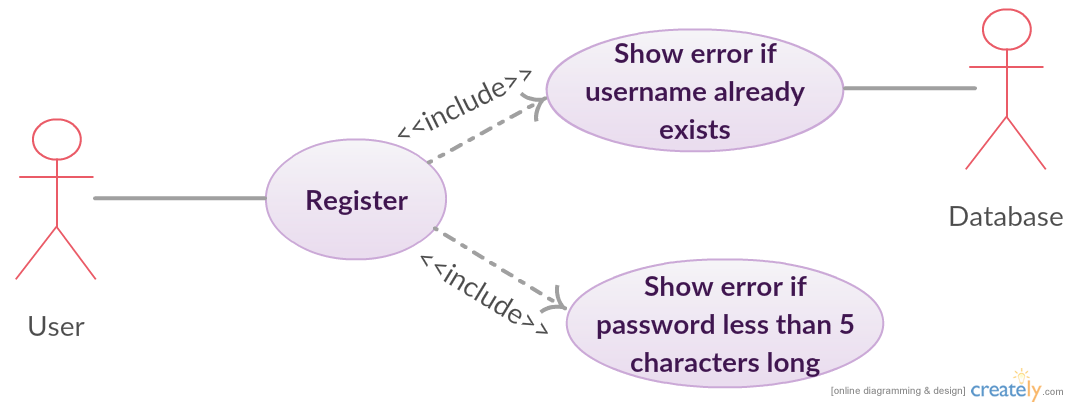 Show error if
username already
exists
<<include>>
Register
Database
User
<<include>>
Show error if
password less than 5
characters long
[online diagramming & design] creately.com